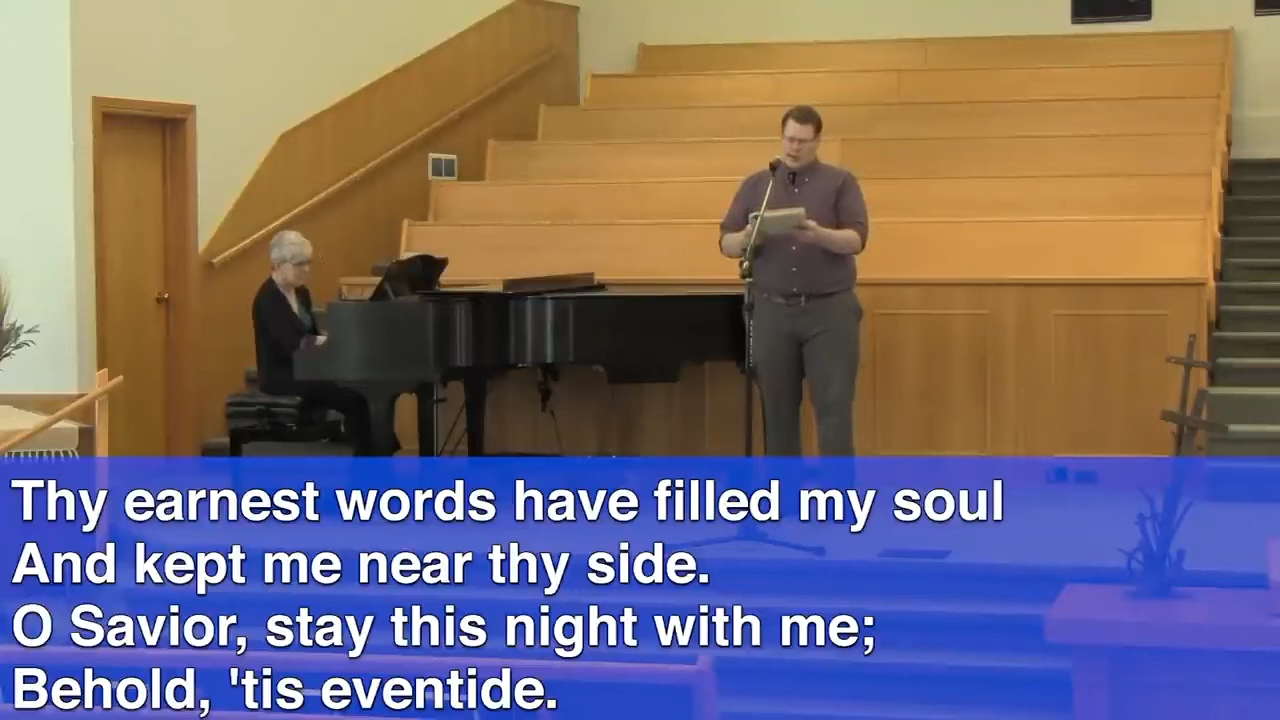 Thy earnest words have filled my soul
And kept me near thy side.
O Savior, stay this night with me;
Behold, 'tis eventide.